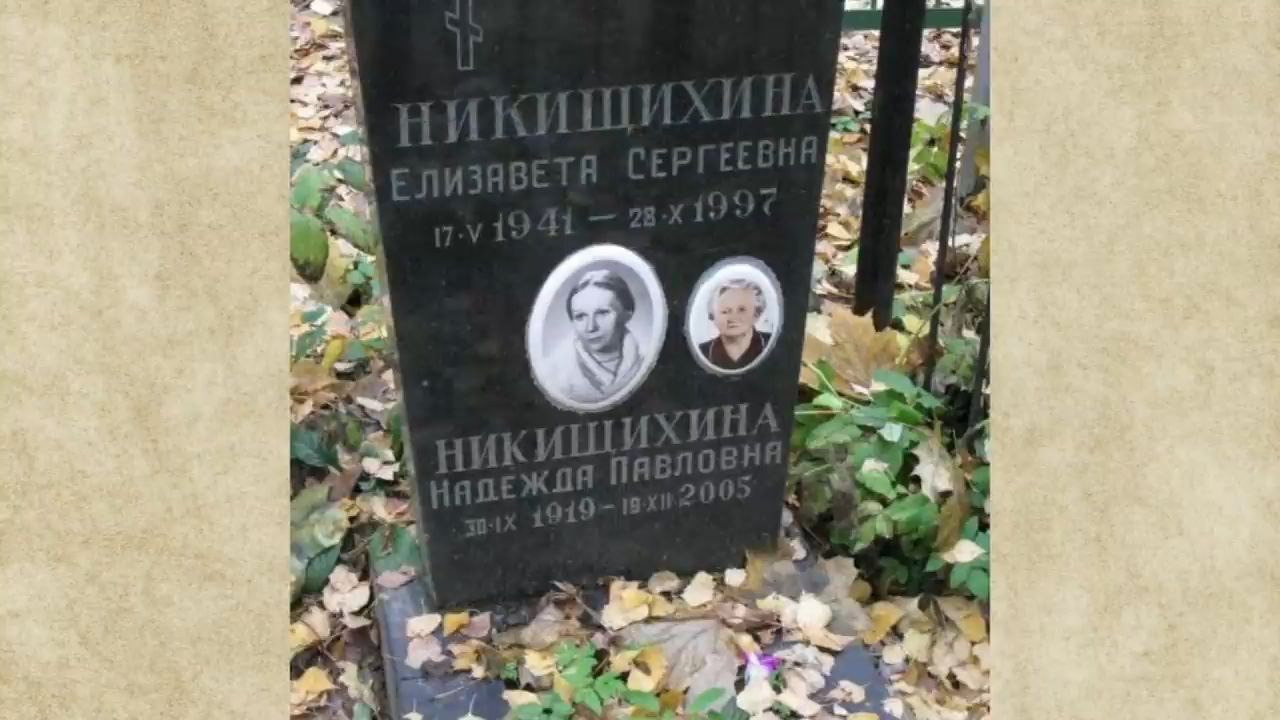 НИКИЩИХИНА
ЕЛИЗАВЕТА СЕРГЕЕВНА
17·V 1941 — 28·X 1997
НИКИЩИХИНА
НАДЕЖДА ПАВЛОВНА
30·IX 1919 – 19·XII 2005